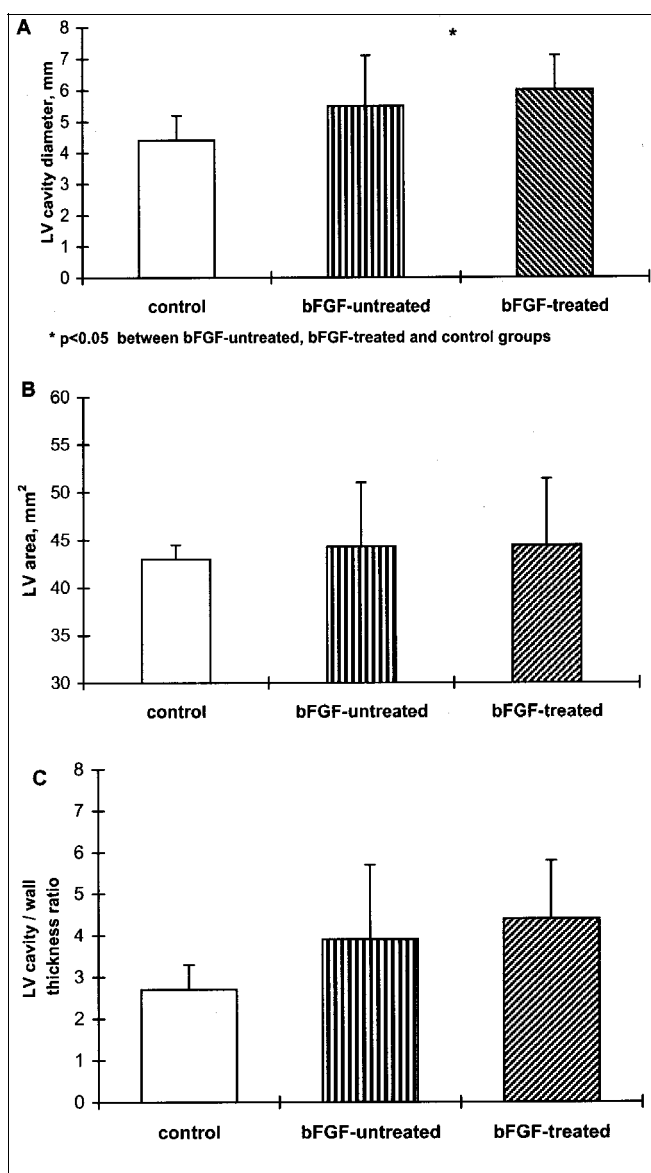 A
LV cavity diameter, mm
8
7
6
5
4
3
2
1
0
*
control bFGF-untreated bFGF-treated
* p<0.05 between bFGF-untreated, bFGF-treated and control groups
B
LV area, mm²
60
55
50
45
40
35
30
control bFGF-untreated bFGF-treated
C
LV cavity / wall
thickness ratio
8
7
6
5
4
3
2
1
0
control bFGF-untreated bFGF-treated